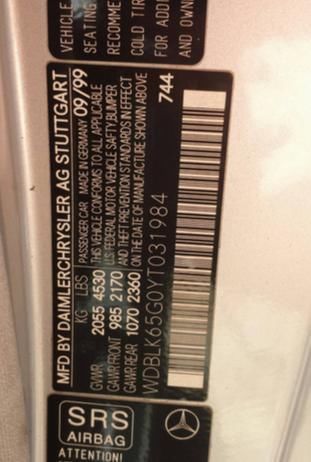 VEHICLE
SEATING
RECOMME
COLD TIR
FOR ADD
AND OWN
MFD BY DAIMLERCHRYSLER AG STUTTGART
KG LBS PASSENGER CAR MADE IN GERMANY 09/99
GVWR 2055 4530 THIS VEHICLE CONFORMS TO ALL APPLICABLE
GAWR FRONT 985 2170 U.S. FEDERAL MOTOR VEHICLE SAFTY, BUMPER
AND THEFT PREVENTION STANDARDS IN EFFECT
GAWR REAR 1070 2360 ON THE DATE OF MANUFACTURE SHOWN ABOVE
WDBLK65G0YT031984 744
SRS
AIRBAG
ATTENTION!